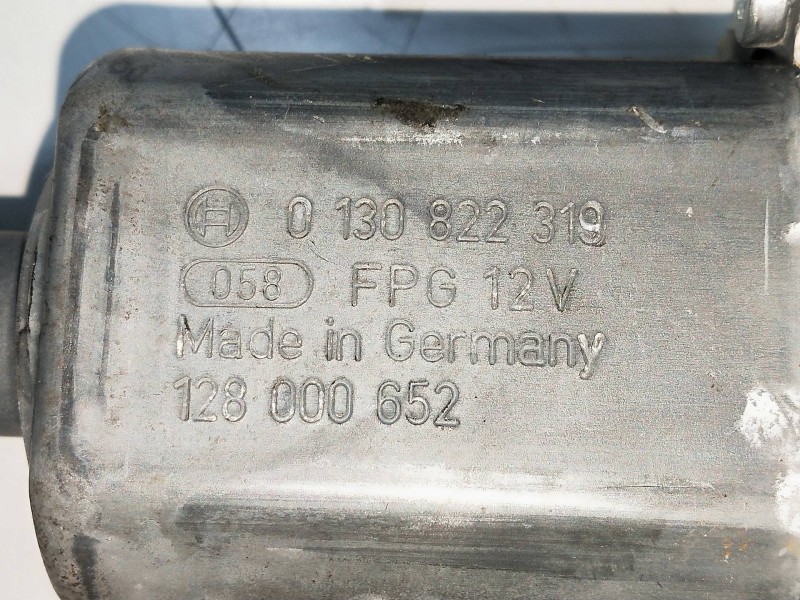 0 130 822 319
058 FPG 12V
Made in Germany
128 000 652